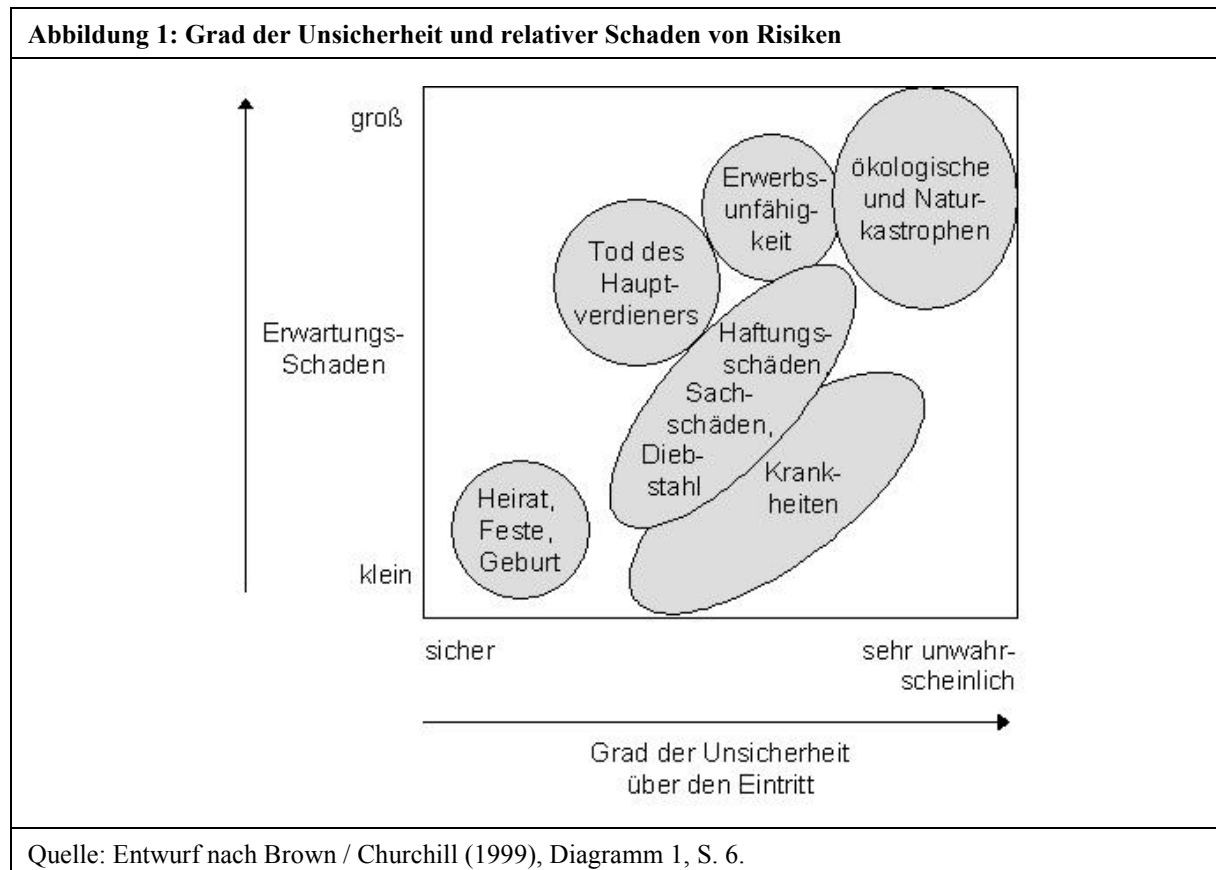 Abbildung 1: Grad der Unsicherheit und relativer Schaden von Risiken
groß
Erwartungs-
Schaden
klein
Erwerbs-
unfähig-
keit
ökologische
und Natur-
kastrophen
Tod des
Haupt-
verdieners
Haftungs-
schäden
Sach-
schäden,
Dieb-
stahl
Krank-
heiten
Heirat,
Feste,
Geburt
sicher
sehr unwahr-
scheinlich
Grad der Unsicherheit
über den Eintritt
Quelle: Entwurf nach Brown / Churchill (1999), Diagramm 1, S. 6.